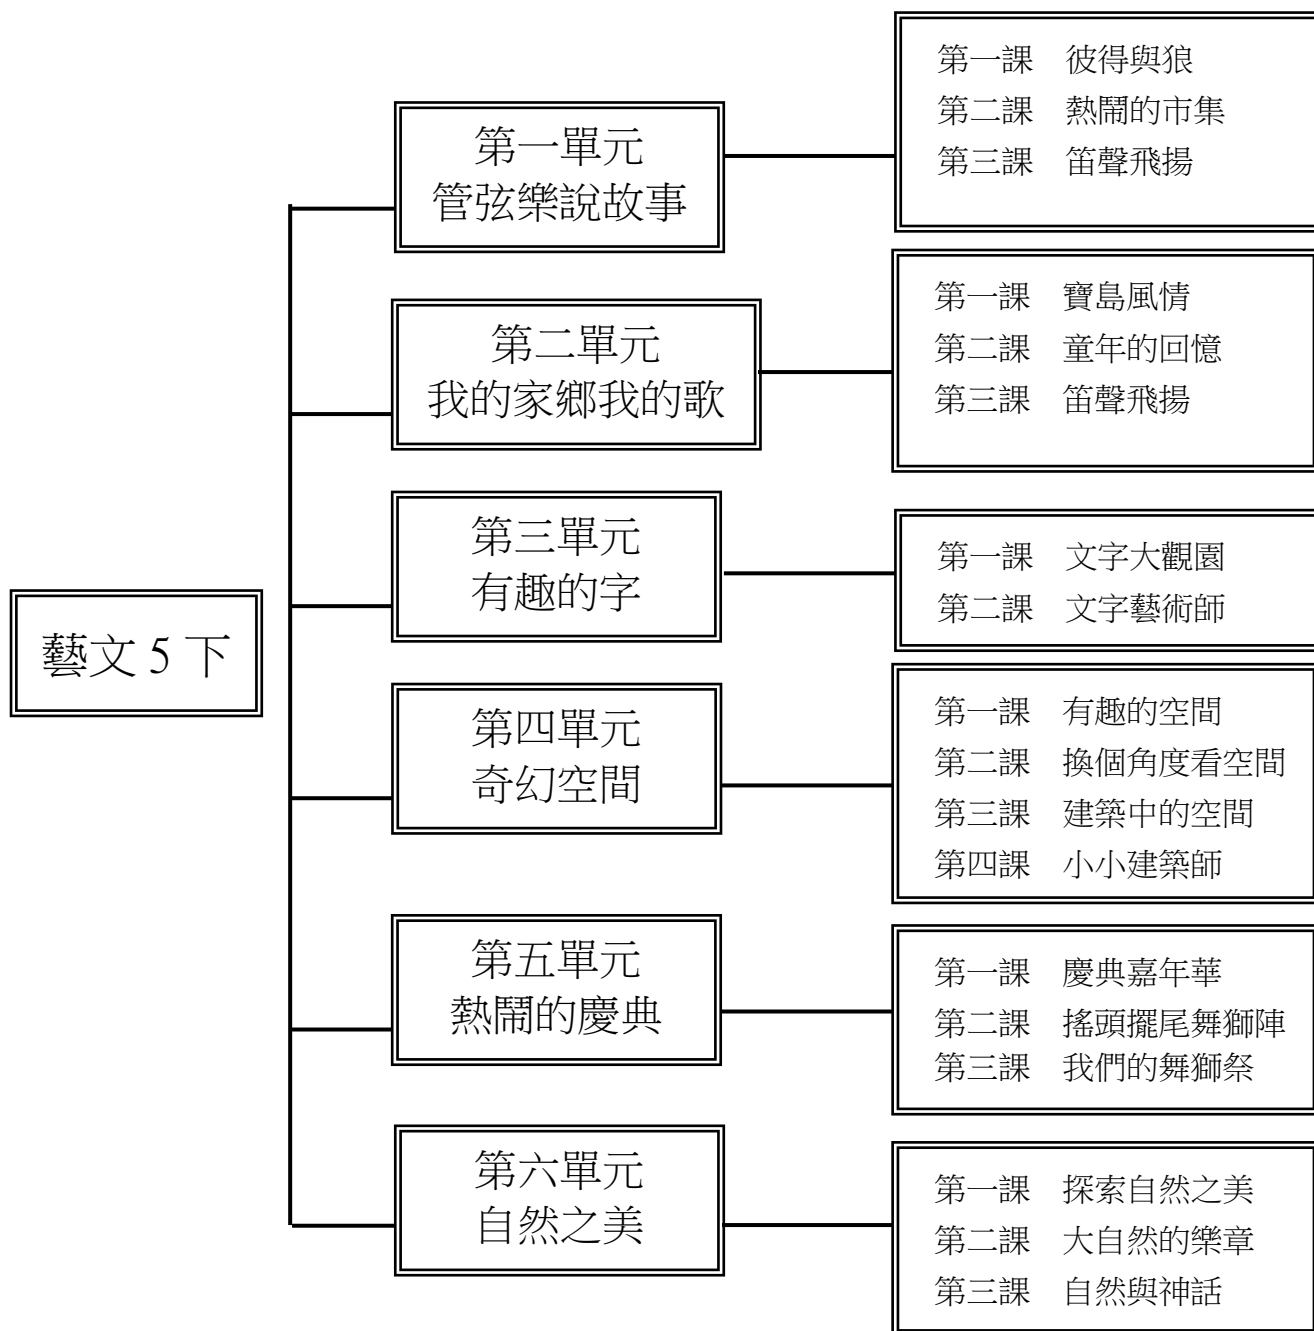 藝文 5 下
第一單元
管弦樂說故事
第一課 彼得與狼
第二課 熱鬧的市集
第三課 笛聲飛揚
第二單元
我的家鄉我的歌
第一課 寶島風情
第二課 童年的回憶
第三課 笛聲飛揚
第三單元
有趣的字
第一課 文字大觀園
第二課 文字藝術師
第四單元
奇幻空間
第一課 有趣的空間
第二課 換個角度看空間
第三課 建築中的空間
第四課 小小建築師
第五單元
熱鬧的慶典
第一課 慶典嘉年華
第二課 搖頭擺尾舞獅陣
第三課 我們的舞獅祭
第六單元
自然之美
第一課 探索自然之美
第二課 大自然的樂章
第三課 自然與神話